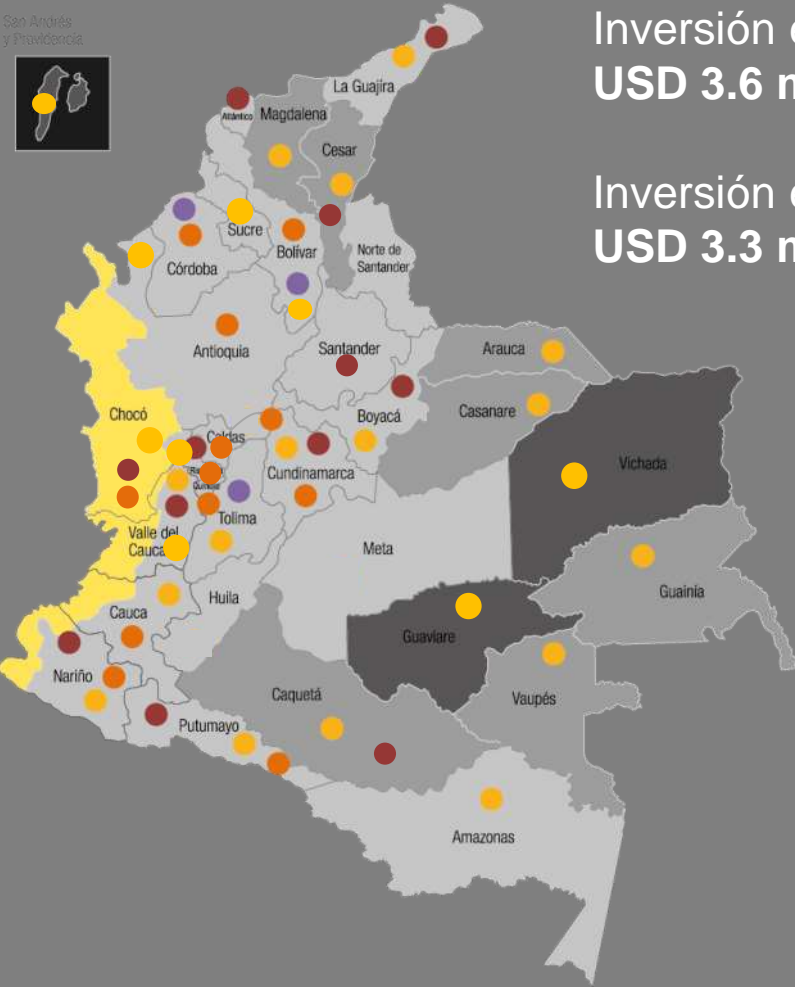 San Andrés
y Providencia
Inversión
USD 3.6
Inversión
USD 3.3
La Guajira
Atlántico
Magdalena
Cesar
Sucre
Bolívar
Córdoba
Norte de
Santander
Antioquia
Santander
Arauca
Chocó
Boyacá
Casanare
Caldas
Cundinamarca
Vichada
Tolima
Valle del
Cauca
Meta
Guainía
Cauca
Huila
Guaviare
Nariño
Caquetá
Vaupés
Putumayo
Amazonas